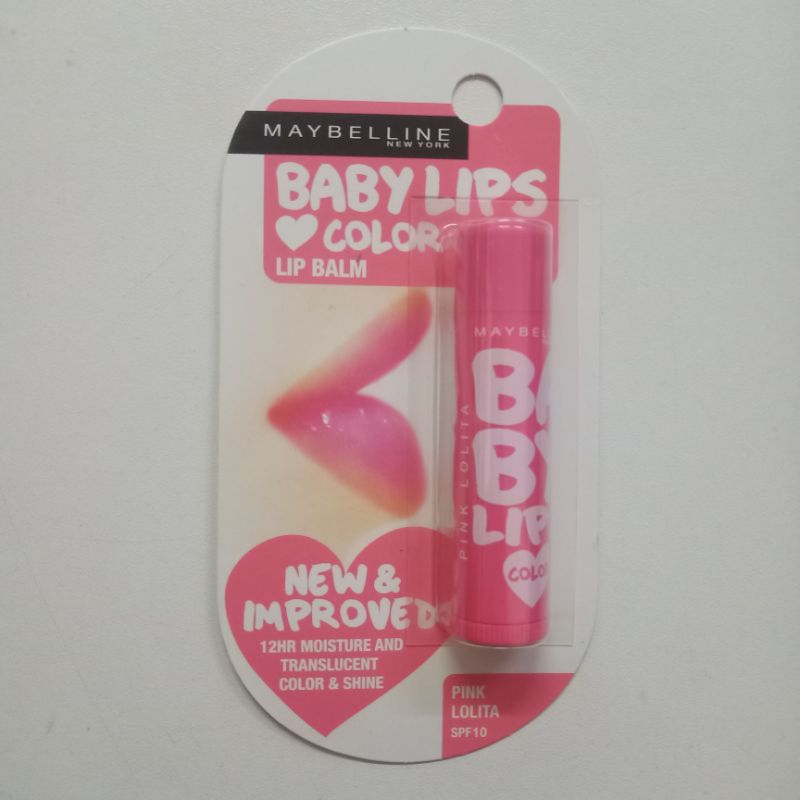 MAYBELLINE
NEW YORK
BABY LIPS
COLOR
LIP BALM
MAYBELL
BA
BY
LIP
COLO
PINK LOLITA
NEW &
IMPROVED
12HR MOISTURE AND
TRANSLUCENT
COLOR & SHINE
PINK
LOLITA
SPF10